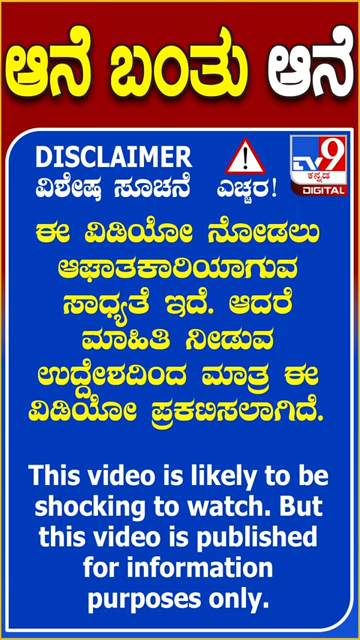 ಆನೆ ಬಂತು ಆನೆ
DISCLAIMER
ವಿಶೇಷ ಸೂಚನೆ ಎಚ್ಚರ!
TV9
ಕನ್ನಡ
DIGITAL
ಈ ವಿಡಿಯೋ ನೋಡಲು
ಆಘಾತಕಾರಿಯಾಗುವ
ಸಾಧ್ಯತೆ ಇದೆ. ಆದರೆ
ಮಾಹಿತಿ ನೀಡುವ
ಉದ್ದೇಶದಿಂದ ಮಾತ್ರ ಈ
ವಿಡಿಯೋ ಪ್ರಕಟಿಸಲಾಗಿದೆ.
This video is likely to be
shocking to watch. But
this video is published
for information
purposes only.